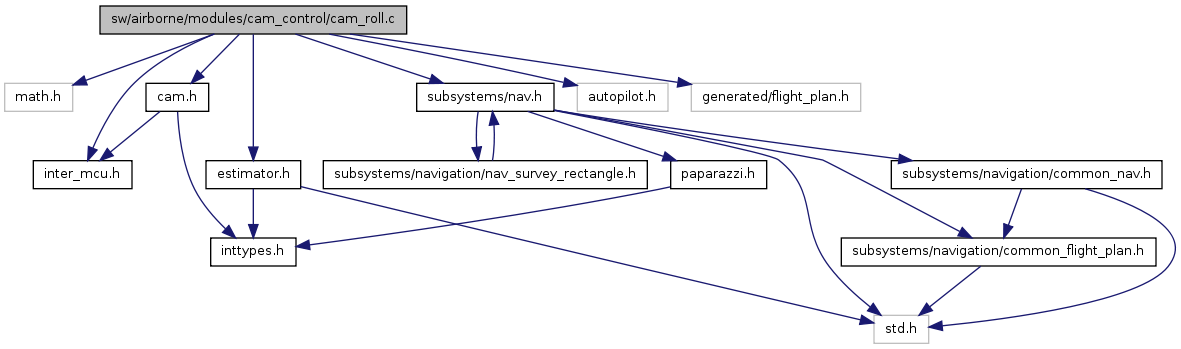 sw/airborne/modules/cam_control/cam_roll.c
math.h
cam.h
subsystems/nav.h
autopilot.h
generated/flight_plan.h
inter_mcu.h
estimator.h
subsystems/navigation/nav_survey_rectangle.h
paparazzi.h
subsystems/navigation/common_nav.h
inttypes.h
subsystems/navigation/common_flight_plan.h
std.h